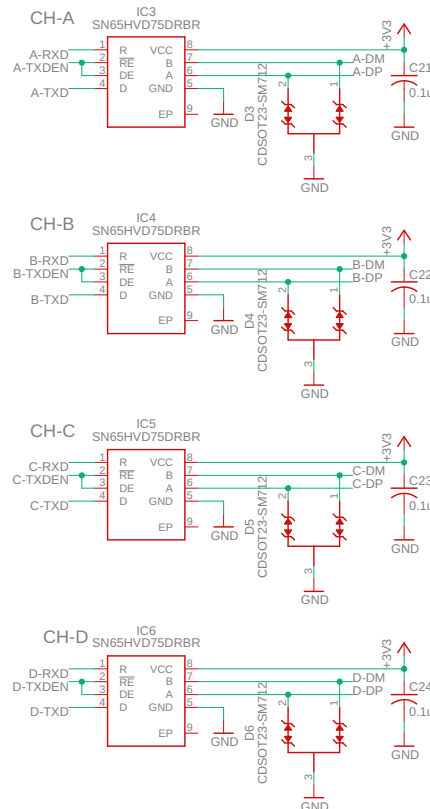 CH-A
IC3
SN65HVD75DRBR
+3V3
A-RXD 1 R VCC 8
A-TXDEN 2 RE B 7 A-DM
3 DE A 6 A-DP
A-TXD 4 D GND 5
EP 9
GND
D3
CDSOT23-SM712
2 1
3
GND
C21
0.1u
GND
CH-B
IC4
SN65HVD75DRBR
+3V3
B-RXD 1 R VCC 8
B-TXDEN 2 RE B 7 B-DM
3 DE A 6 B-DP
B-TXD 4 D GND 5
EP 9
GND
D4
CDSOT23-SM712
2 1
3
GND
C22
0.1u
GND
CH-C
IC5
SN65HVD75DRBR
+3V3
C-RXD 1 R VCC 8
C-TXDEN 2 RE B 7 C-DM
3 DE A 6 C-DP
C-TXD 4 D GND 5
EP 9
GND
D5
CDSOT23-SM712
2 1
3
GND
C23
0.1u
GND
CH-D
IC6
SN65HVD75DRBR
+3V3
D-RXD 1 R VCC 8
D-TXDEN 2 RE B 7 D-DM
3 DE A 6 D-DP
D-TXD 4 D GND 5
EP 9
GND
D6
CDSOT23-SM712
2 1
3
GND
C24
0.1u
GND